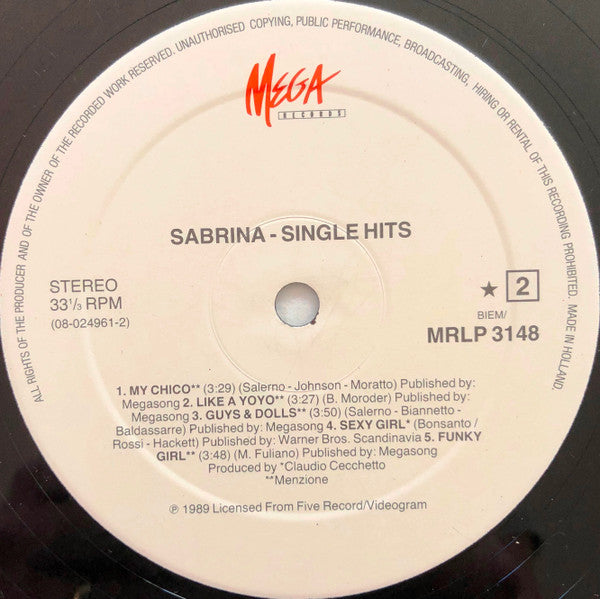 ALL RIGHTS OF THE PRODUCER AND OF THE OWNER OF THE RECORDED WORK RESERVED. UNAUTHORISED COPYING, PUBLIC PERFORMANCE, BROADCASTING, HIRING OR RENTAL OF THIS RECORDING PROHIBITED. MADE IN HOLLAND.
MEGA
RECORDS
SABRINA - SINGLE HITS
STEREO
33⅓ RPM
(08-024961-2)
★ 2
BIEM/
MRLP 3148
1. MY CHICO** (3:29) (Salerno - Johnson - Moratto) Published by:
Megasong 2. LIKE A YOYO** (3:27) (B. Moroder) Published by:
Megasong 3. GUYS & DOLLS** (3:50) (Salerno - Biannetto -
Baldassarre) Published by: Megasong 4. SEXY GIRL* (Bonsanto /
Rossi - Hackett) Published by: Warner Bros. Scandinavia 5. FUNKY
GIRL** (3:48) (M. Fuliano) Published by: Megasong
Produced by *Claudio Cecchetto
**Menzione
℗ 1989 Licensed From Five Record/Videogram